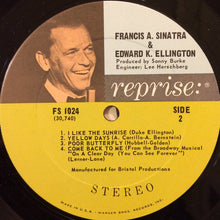 FRANCIS A. SINATRA
&
EDWARD K. ELLINGTON
Produced by Sonny Burke
Engineer: Lee Herschberg
reprise:
FS 1024
(30,740)
SIDE
2
1. I LIKE THE SUNRISE (Duke Ellington)
2. YELLOW DAYS (A. Carrillo-A. Bernstein)
3. POOR BUTTERFLY (Hubbell-Golden)
4. COME BACK TO ME (From the Broadway Musical
"On A Clear Day (You Can See Forever")
(Lerner-Lane)
Manufactured for Bristol Productions
STEREO
MADE IN U.S.A.